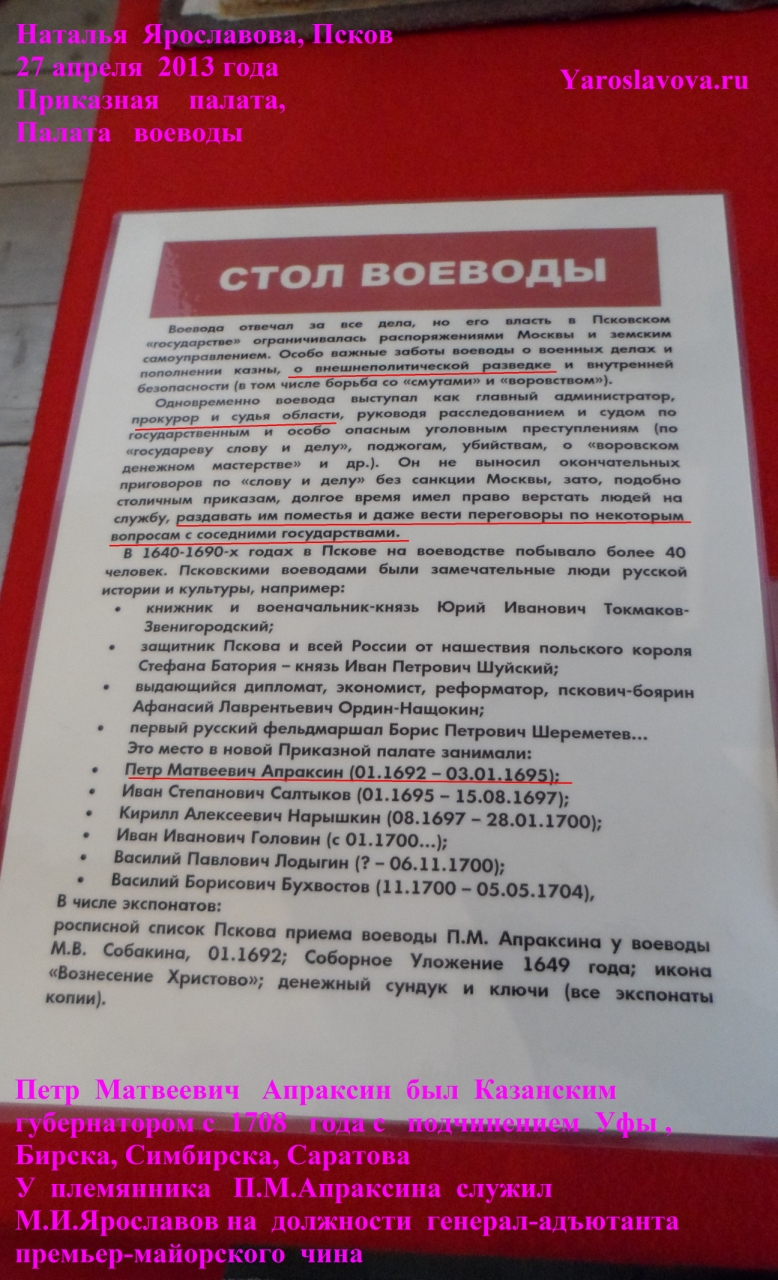 Наталья Ярославова, Псков
27 апреля 2013 года
Yaroslavova.ru
Приказная палата,
Палата воеводы
СТОЛ ВОЕВОДЫ
Воевода отвечал за все дела, но его власть в Псковском
«государстве» ограничивалась распоряжениями Москвы и земским
самоуправлением. Особо важные заботы воеводы о военных делах и
пополнении казны, о внешнеполитической разведке и внутренней
безопасности (в том числе борьба со «смутами» и «воровством»).
Одновременно воевода выступал как главный администратор,
прокурор и судья области, руководя расследованием и судом по
государственным и особо опасным уголовным преступлениям (по
«государеву слову и делу», поджогам, убийствам, о «воровском
денежном мастерстве» и др.). Он не выносил окончательных
приговоров по «слову и делу» без санкции Москвы, зато, подобно
столичным приказам, долгое время имел право верстать людей на
службу, раздавать им поместья и даже вести переговоры по некоторым
вопросам с соседними государствами.
В 1640-1690-х годах в Пскове на воеводстве побывало более 40
человек. Псковскими воеводами были замечательные люди русской
истории и культуры, например:
• книжник и военачальник-князь Юрий Иванович Токмаков-
Звенигородский;
• защитник Пскова и всей России от нашествия польского короля
Стефана Батория – князь Иван Петрович Шуйский;
• выдающийся дипломат, экономист, реформатор, пскович-боярин
Афанасий Лаврентьевич Ордин-Нащокин;
• первый русский фельдмаршал Борис Петрович Шереметев...
Это место в новой Приказной палате занимали:
• Петр Матвеевич Апраксин (01.1692 – 03.01.1695);
• Иван Степанович Салтыков (01.1695 – 15.08.1697);
• Кирилл Алексеевич Нарышкин (08.1697 – 28.01.1700);
• Иван Иванович Головин (с 01.1700...);
• Василий Павлович Лодыгин (? – 06.11.1700);
• Василий Борисович Бухвостов (11.1700 – 05.05.1704),
В числе экспонатов:
росписной список Пскова приема воеводы П.М. Апраксина у воеводы
М.В. Собакина, 01.1692; Соборное Уложение 1649 года; икона
«Вознесение Христово»; денежный сундук и ключи (все экспонаты
копии).
Петр Матвеевич Апраксин был Казанским
губернатором с 1708 года с подчинением Уфы ,
Бирска, Симбирска, Саратова
У племянника П.М.Апраксина служил
М.И.Ярославов на должности генерал-адъютанта
премьер-майорского чина